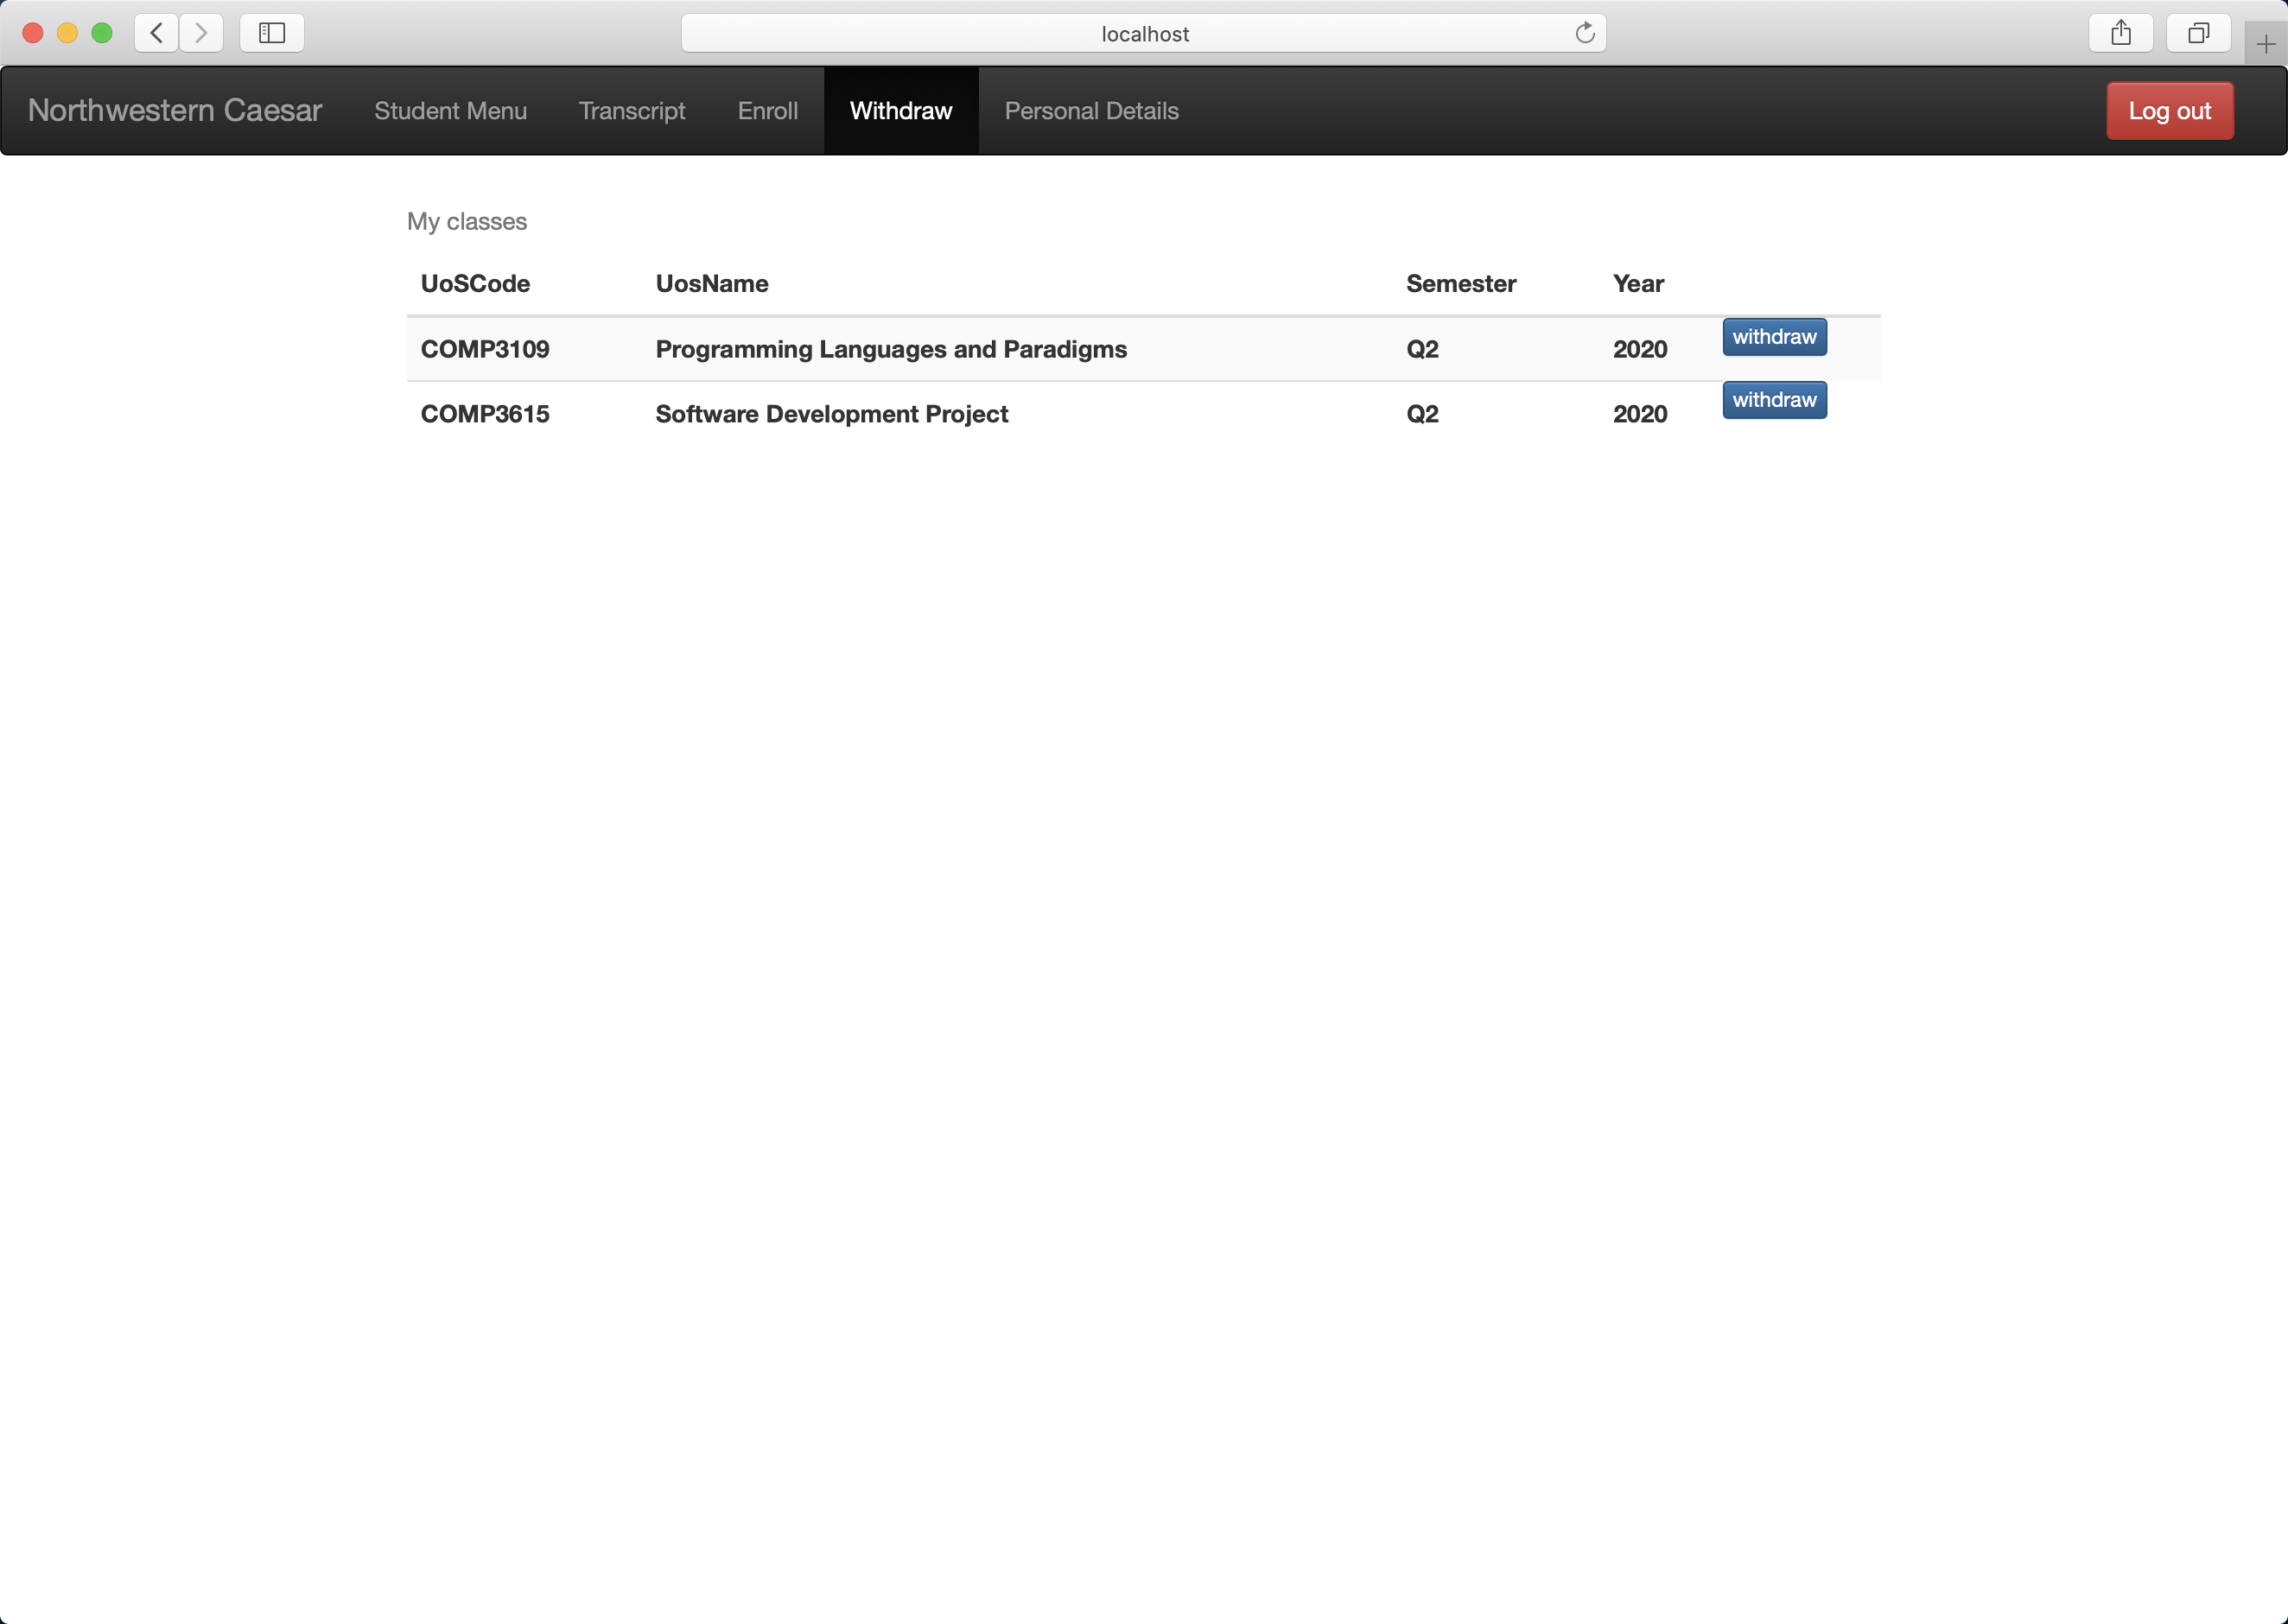 localhost
Northwestern Caesar Student Menu Transcript Enroll Withdraw Personal Details Log out
My classes
UoSCode UosName Semester Year
COMP3109 Programming Languages and Paradigms Q2 2020 withdraw
COMP3615 Software Development Project Q2 2020 withdraw